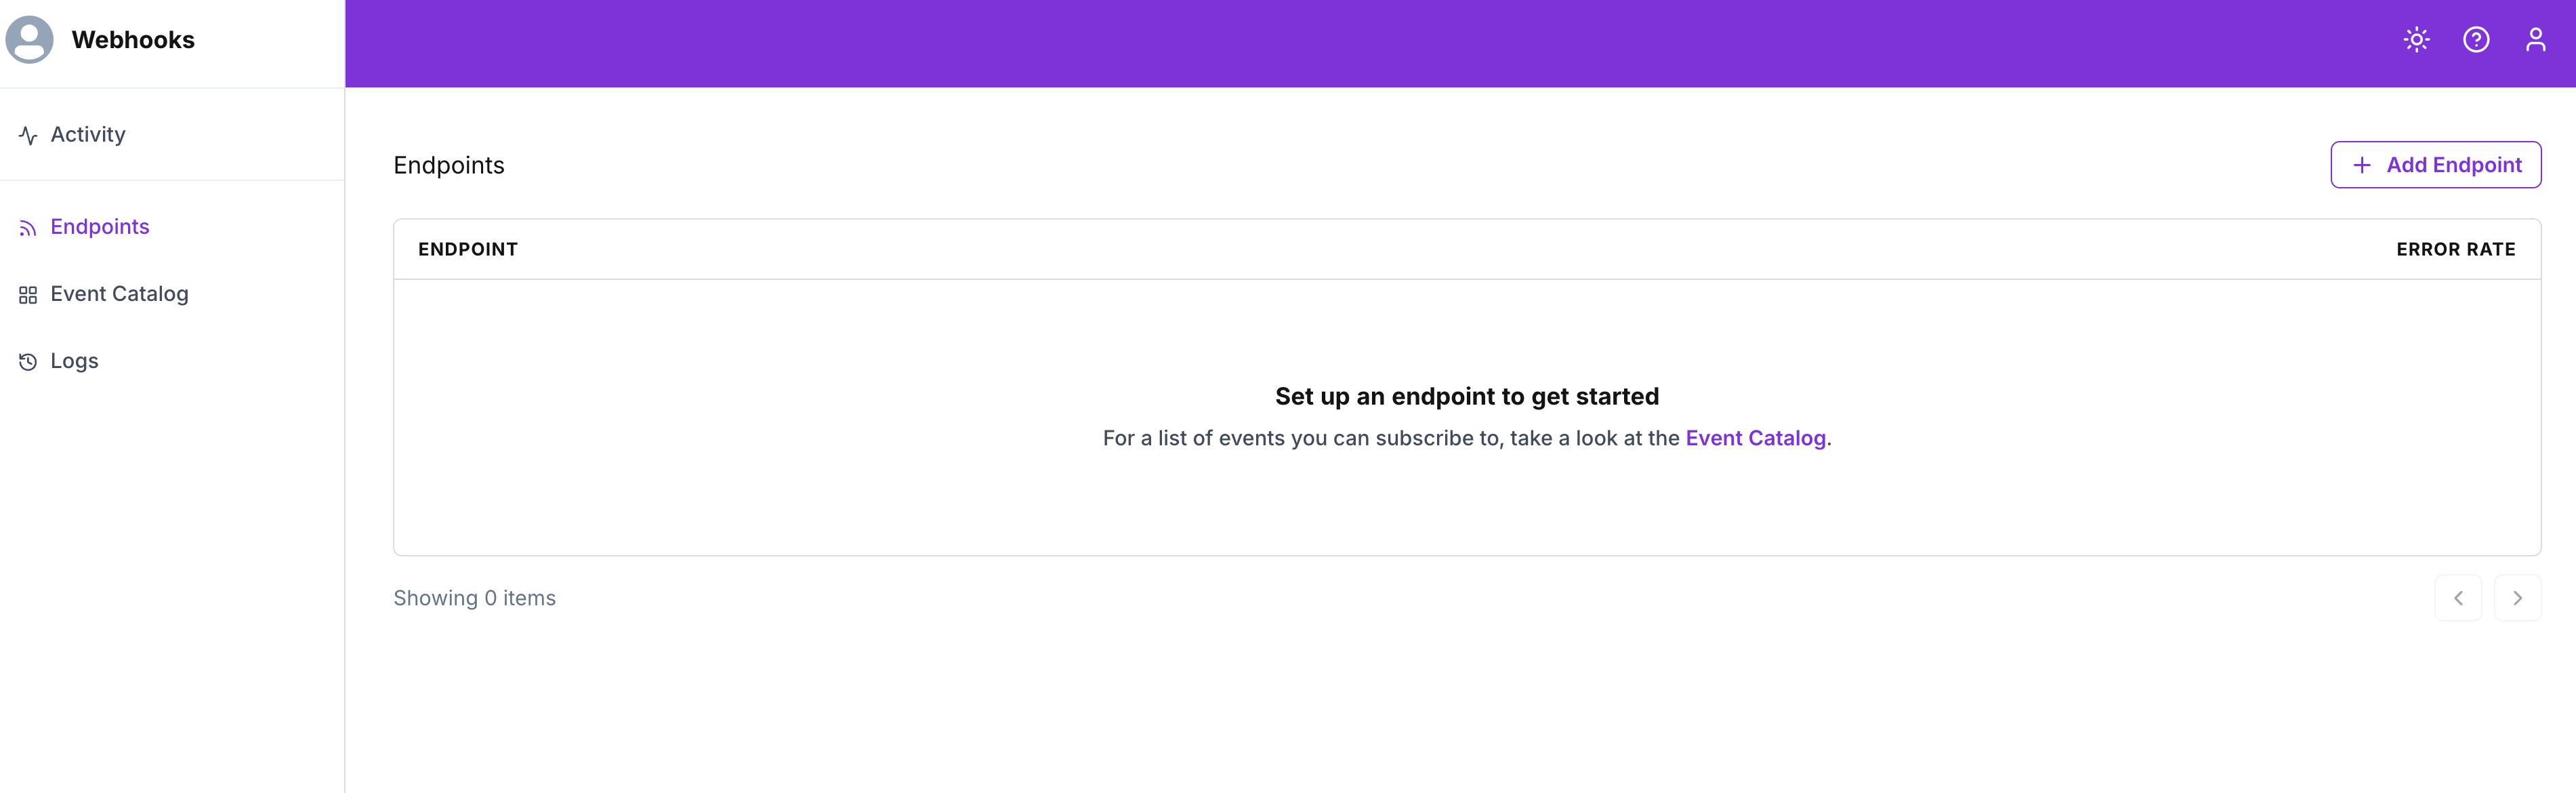 Webhooks
Activity
Endpoints
Event Catalog
Logs
Endpoints
Add Endpoint
ENDPOINT ERROR RATE
Set up an endpoint to get started
For a list of events you can subscribe to, take a look at the Event Catalog.
Showing 0 items